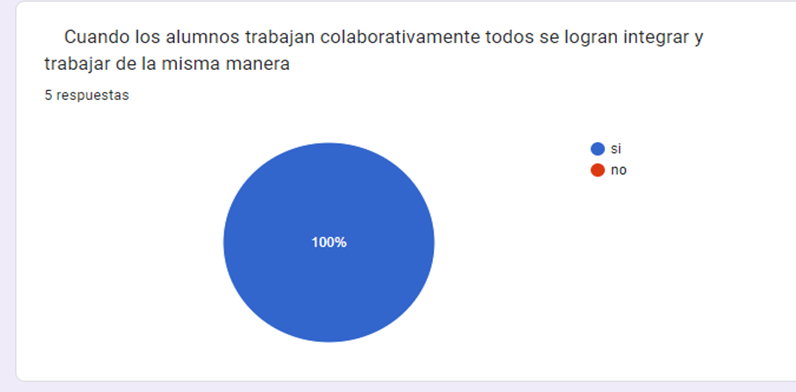 Cuando los alumnos trabajan colaborativamente todos se logran integrar y
trabajar de la misma manera
5 respuestas
si
no
100%